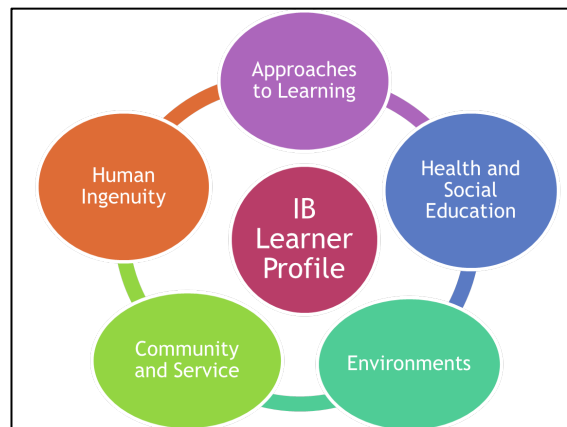 Approaches
to Learning
Human
Ingenuity
Health and
Social
Education
IB
Learner
Profile
Community
and Service
Environments